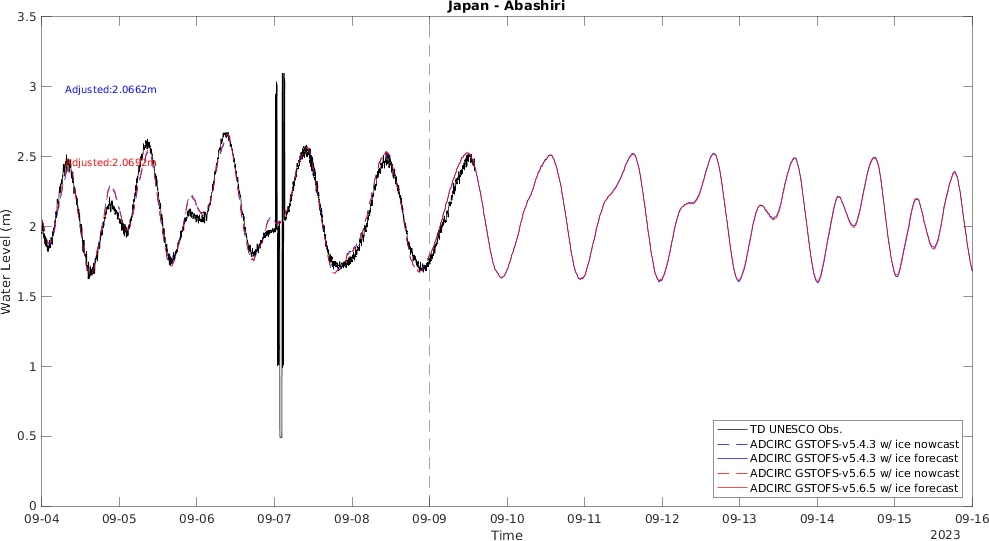 Japan - Abashiri
3.5
3
2.5
2
1.5
1
0.5
0
Water Level (m)
Adjusted:2.0662m
Adjusted:2.0692m
TD UNESCO Obs.
ADCIRC GSTOFS-v5.4.3 w/ ice nowcast
ADCIRC GSTOFS-v5.4.3 w/ ice forecast
ADCIRC GSTOFS-v5.6.5 w/ ice nowcast
ADCIRC GSTOFS-v5.6.5 w/ ice forecast
09-04 09-05 09-06 09-07 09-08 09-09 09-10 09-11 09-12 09-13 09-14 09-15 09-16
Time
2023